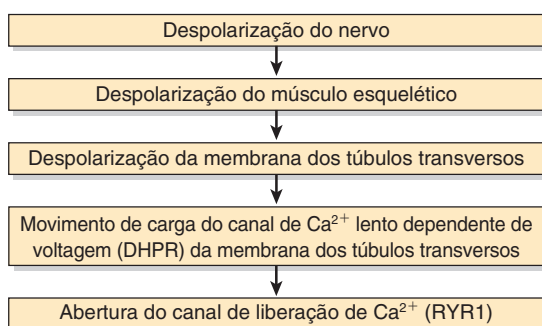 Despolarização do nervo
Despolarização do músculo esquelético
Despolarização da membrana dos túbulos transversos
Movimento de carga do canal de Ca²⁺ lento dependente de
voltagem (DHPR) da membrana dos túbulos transversos
Abertura do canal de liberação de Ca²⁺ (RYR1)